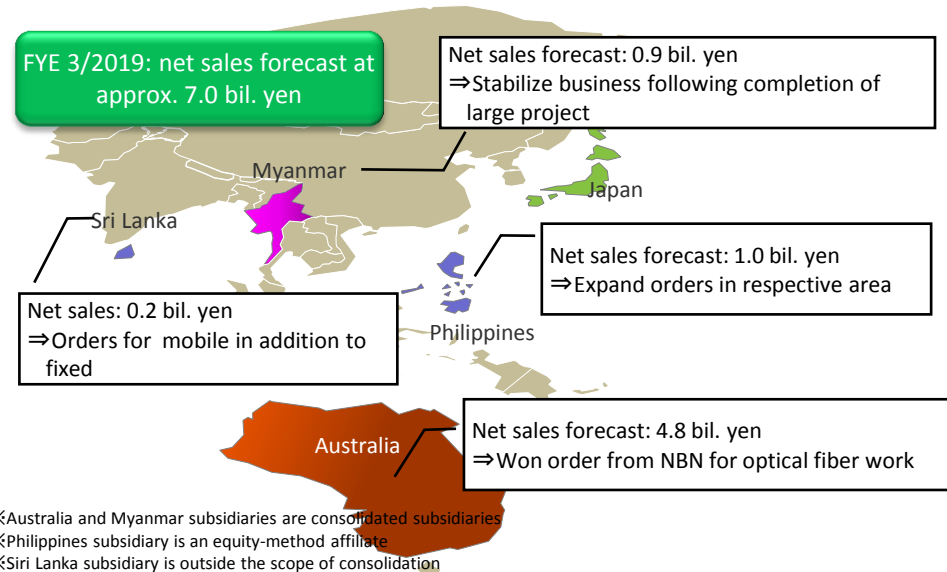 FYE 3/2019: net sales forecast at
approx. 7.0 bil. yen
Net sales forecast: 0.9 bil. yen
⇒Stabilize business following completion of
large project
Myanmar
Japan
Sri Lanka
Net sales forecast: 1.0 bil. yen
⇒Expand orders in respective area
Net sales: 0.2 bil. yen
⇒Orders for mobile in addition to
fixed
Philippines
Net sales forecast: 4.8 bil. yen
⇒Won order from NBN for optical fiber work
Australia
※Australia and Myanmar subsidiaries are consolidated subsidiaries
※Philippines subsidiary is an equity-method affiliate
※Siri Lanka subsidiary is outside the scope of consolidation